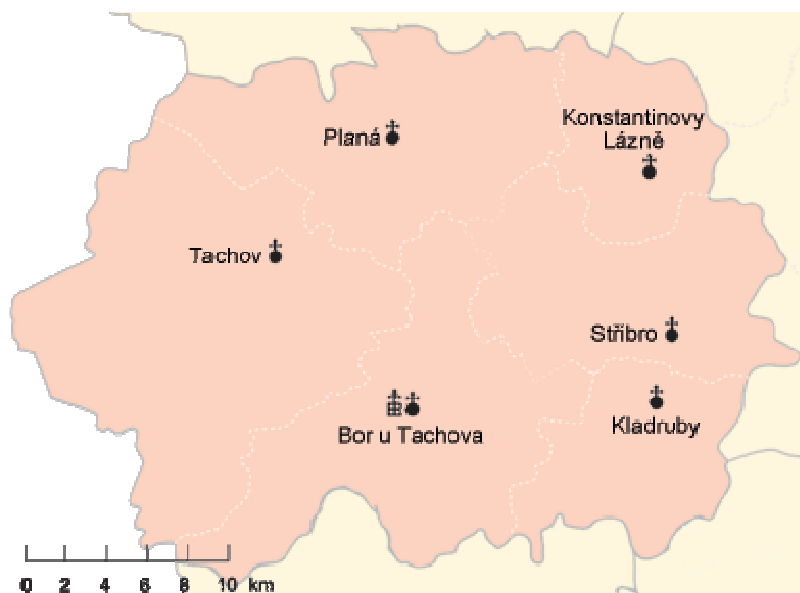 Konstantinovy
Lázně
Planá
Tachov
Stříbro
Bor u Tachova
Kladruby
0 2 4 6 8 10 km